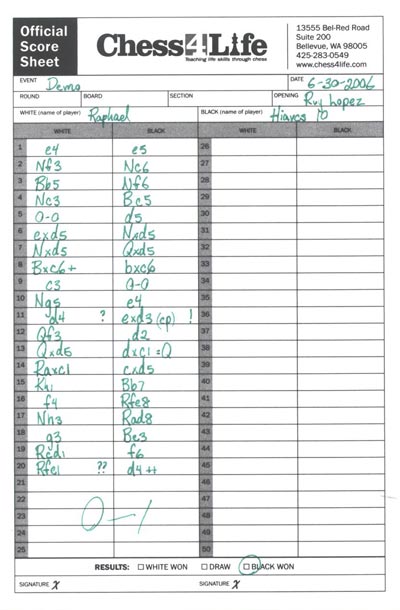 Official Score Sheet
Chess4Life
Teaching life skills through chess
13555 Bel-Red Road
Suite 200
Bellevue, WA 98005
425-283-0549
www.chess4life.com
EVENT Demo DATE 6-30-2006
ROUND BOARD SECTION OPENING Ruy Lopez
WHITE (name of player) Raphael BLACK (name of player) Hiarcs 10
WHITE BLACK WHITE BLACK
1 e4 e5 26
2 Nf3 Nc6 27
3 Bb5 Nf6 28
4 Nc3 Bc5 29
5 0-0 d5 30
6 exd5 Nxd5 31
7 Nxd5 Qxd5 32
8 Bxc6+ bxc6 33
9 c3 0-0 34
10 Ng5 e4 35
11 d4 ? exd3 (ep) ! 36
12 Qf3 d2 37
13 Qxd5 dxc1=Q 38
14 Raxc1 cxd5 39
15 Kh1 Bb7 40
16 f4 Rfe8 41
17 Nh3 Rad8 42
18 g3 Be3 43
19 Rcd1 f6 44
20 Rfe1 ?? d4++ 45
21 46
22 47
23 0-1 48
24 49
25 50
RESULTS: WHITE WON DRAW BLACK WON
SIGNATURE X SIGNATURE X